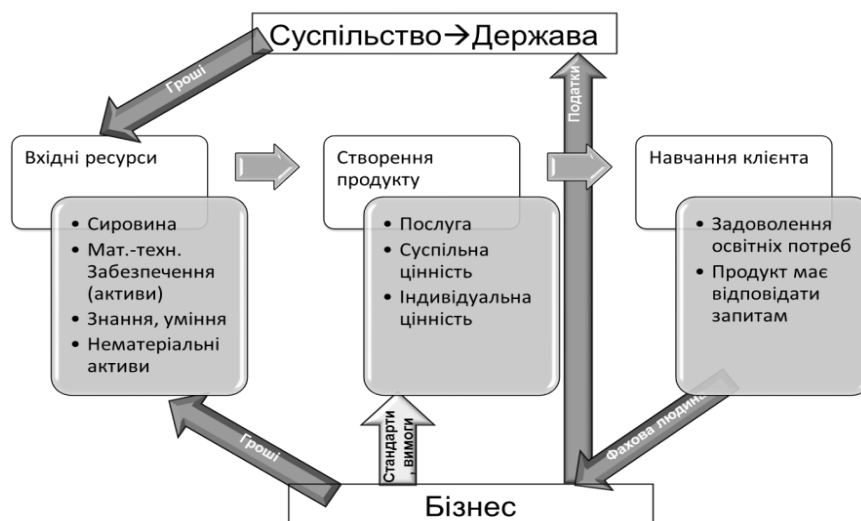 Суспільство→Держава
Гроші
Податки
Вхідні ресурси
Створення
продукту
Навчання клієнта
• Сировина
• Мат.-техн.
Забезпечення
(активи)
• Знання, уміння
• Нематеріальні
активи
• Послуга
• Суспільна
цінність
• Індивідуальна
цінність
• Задоволення
освітніх потреб
• Продукт має
відповідати
запитам
Гроші
Стандарти
, вимоги
Фахова людина
Бізнес